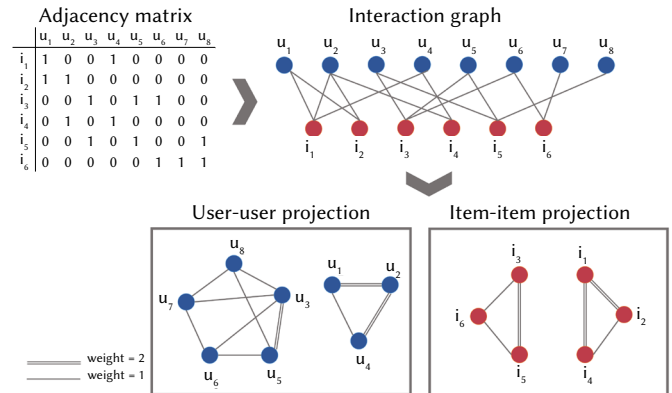 Adjacency matrix
u1 u2 u3 u4 u5 u6 u7 u8
i1 1 0 0 1 0 0 0 0
i2 1 1 0 0 0 0 0 0
i3 0 0 1 0 1 1 0 0
i4 0 1 0 1 0 0 0 0
i5 0 0 1 0 1 0 0 1
i6 0 0 0 0 0 1 1 1
Interaction graph
u1 u2 u3 u4 u5 u6 u7 u8
i1 i2 i3 i4 i5 i6
User-user projection
u8
u7
u3
u6
u5
u1
u2
u4
Item-item projection
i3
i6
i5
i1
i2
i4
weight = 2
weight = 1